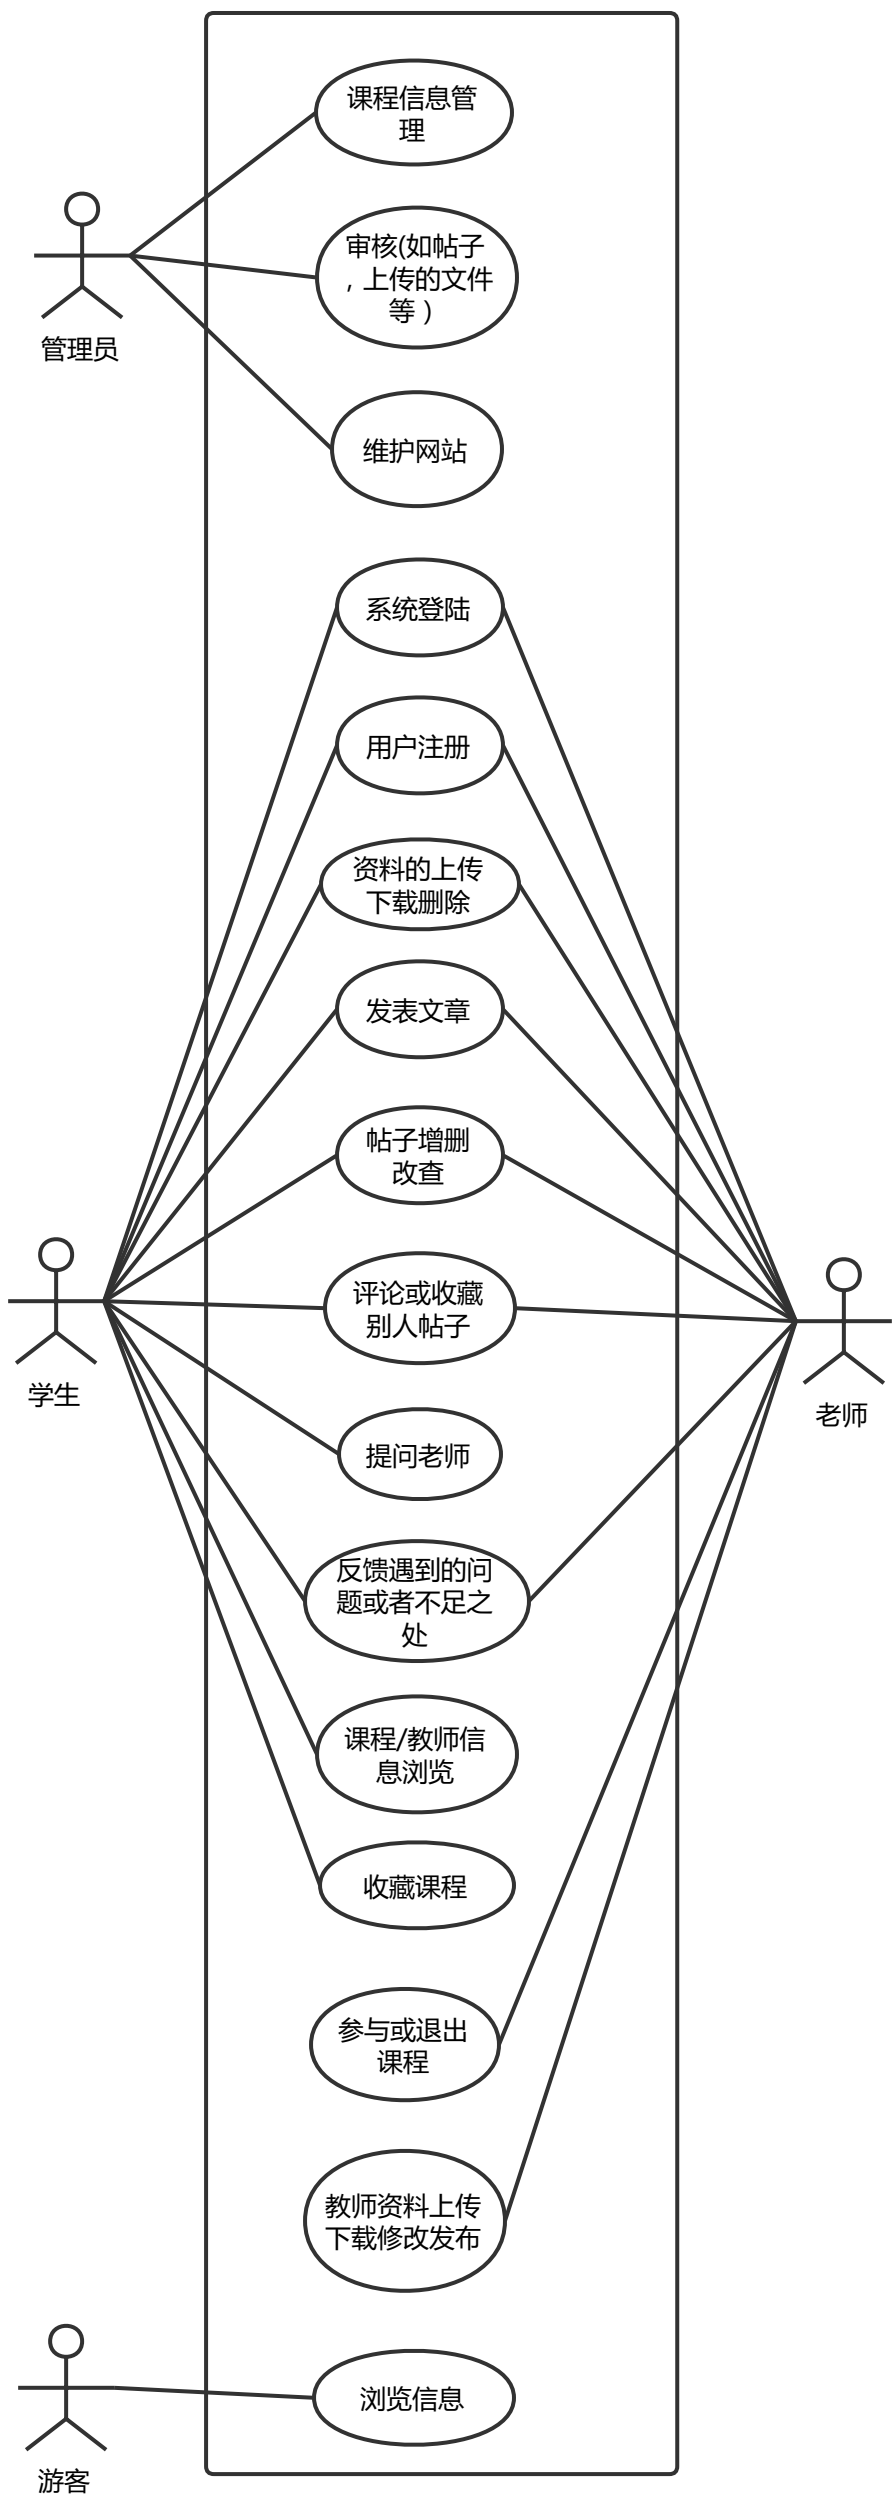 课程信息管
理
审核(如帖子
，上传的文件
等）
管理员
维护网站
系统登陆
用户注册
资料的上传
下载删除
发表文章
帖子增删
改查
评论或收藏
别人帖子
学生
老师
提问老师
反馈遇到的问
题或者不足之
处
课程/教师信
息浏览
收藏课程
参与或退出
课程
教师资料上传
下载修改发布
浏览信息
游客